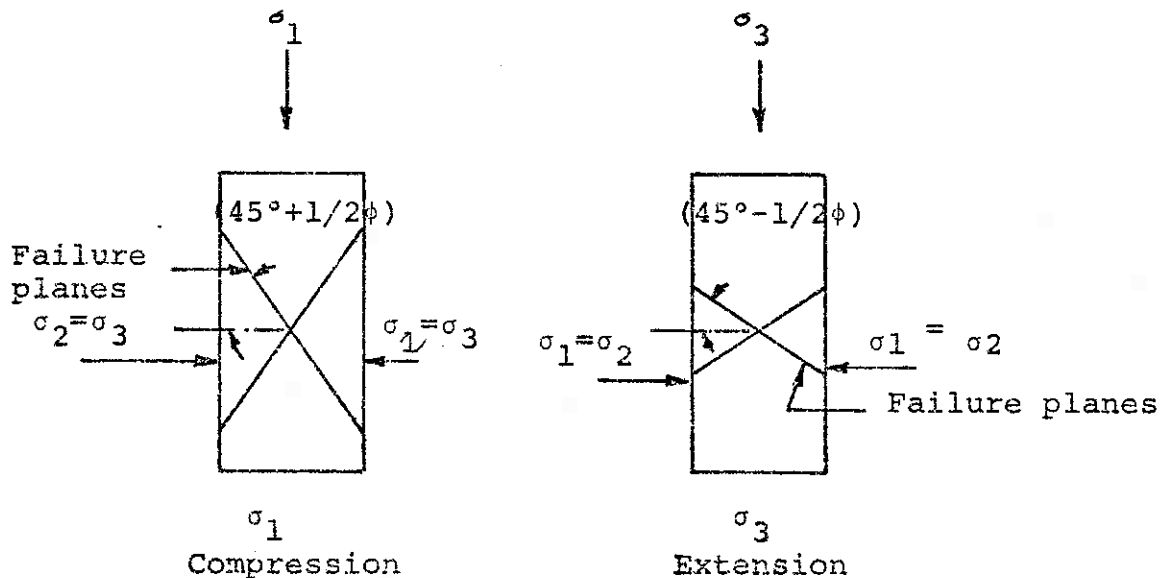 σ1
σ3
(45°+1/2φ)
(45°-1/2φ)
Failure
planes
σ2=σ3
σ1=σ3
σ1=σ2
σ1 = σ2
Failure planes
σ1
σ3
Compression
Extension